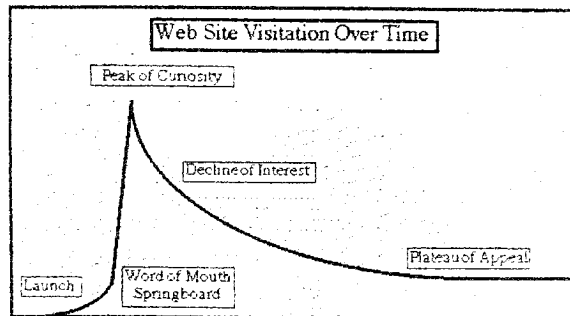 Web Site Visitation Over Time
Peak of Curiosity
Decline of Interest
Plateau of Appeal
Launch
Word of Mouth
Springboard